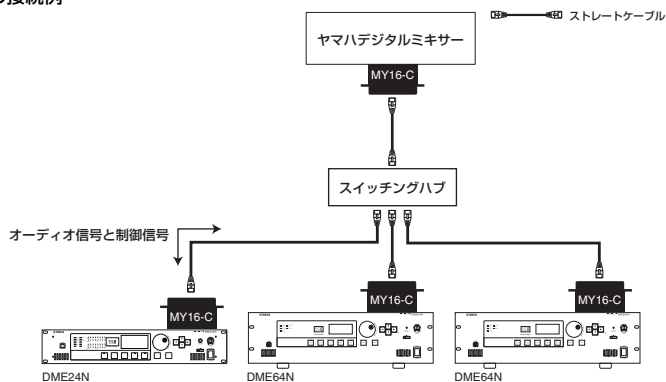 接続例
ストレートケーブル
ヤマハデジタルミキサー
MY16-C
スイッチングハブ
オーディオ信号と制御信号
MY16-C
MY16-C
MY16-C
DME24N
DME64N
DME64N